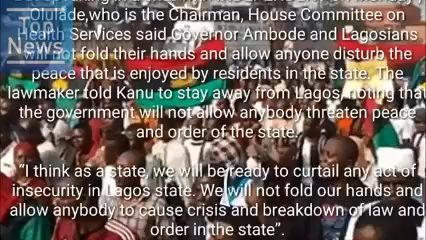 Top
News
Olufade,who is the Chairman, House Committee on
Health Services said Governor Ambode and Lagosians
not fold their hands and allow anyone disturb the
peace that is enjoyed by residents in the state. The
lawmaker told Kanu to stay away from Lagos, noting that
the government will not allow anybody threaten peace
and order of the state.
“I think as a state, we will be ready to curtail any act of
insecurity in Lagos state. We will not fold our hands and
allow anybody to cause crisis and breakdown of law and
order in the state”.